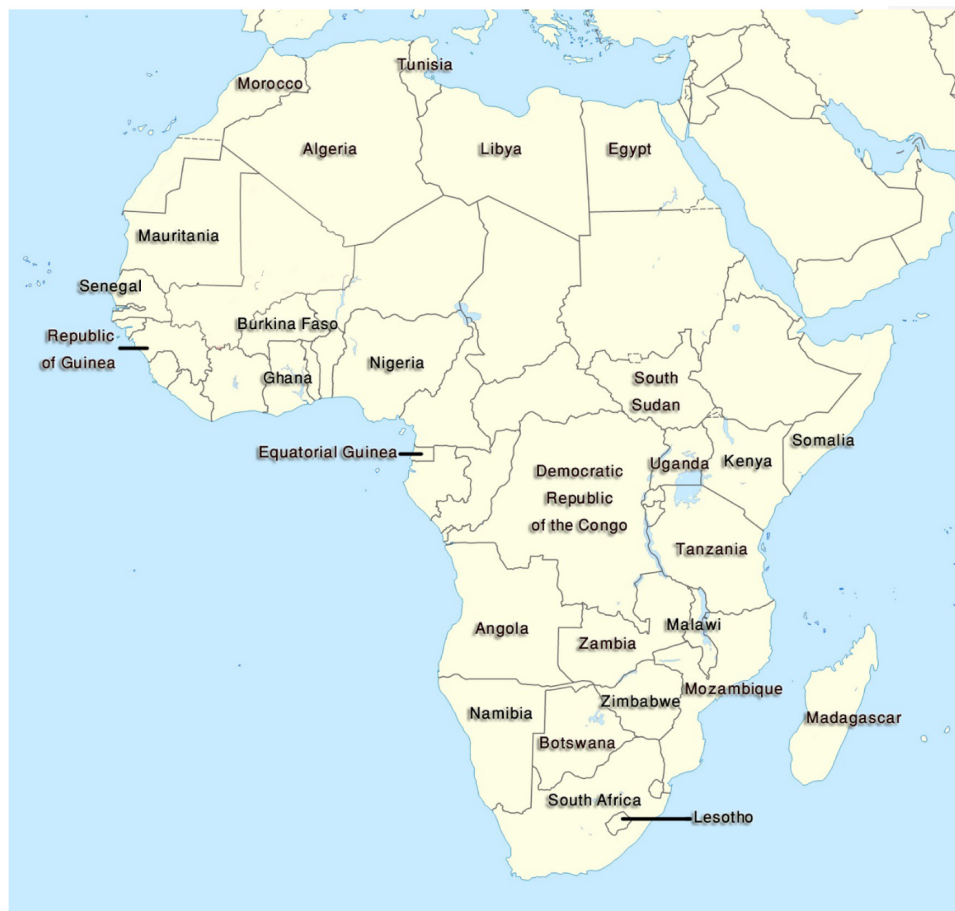 Tunisia
Morocco
Algeria
Libya
Egypt
Mauritania
Senegal
Burkina Faso
Republic
of Guinea
Nigeria
Ghana
South
Sudan
Somalia
Equatorial Guinea
Uganda
Kenya
Democratic
Republic
of the Congo
Tanzania
Angola
Malawi
Zambia
Mozambique
Zimbabwe
Namibia
Madagascar
Botswana
South Africa
Lesotho